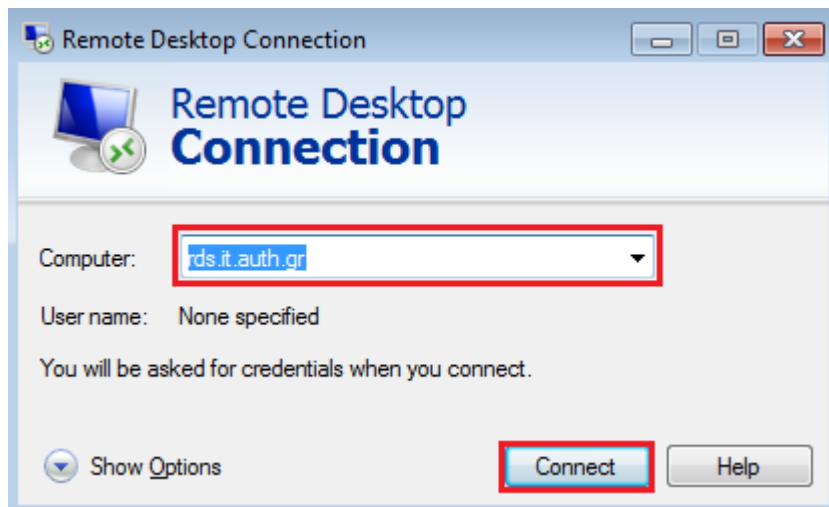 Remote Desktop Connection
Remote Desktop
Connection
Computer: rds.it.auth.gr
User name: None specified
You will be asked for credentials when you connect.
Show Options Connect Help